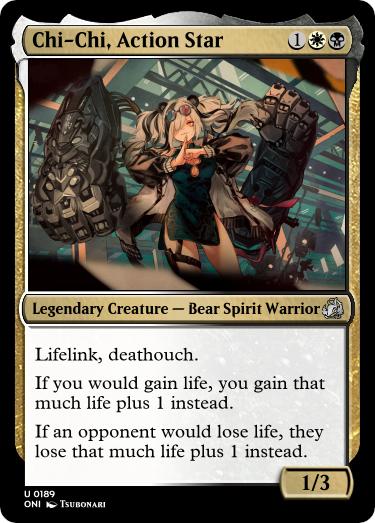 Chi-Chi, Action Star 1
Legendary Creature — Bear Spirit Warrior
Lifelink, deathouch.
If you would gain life, you gain that
much life plus 1 instead.
If an opponent would lose life, they
lose that much life plus 1 instead.
1/3
U 0189
ONI Tsubonari